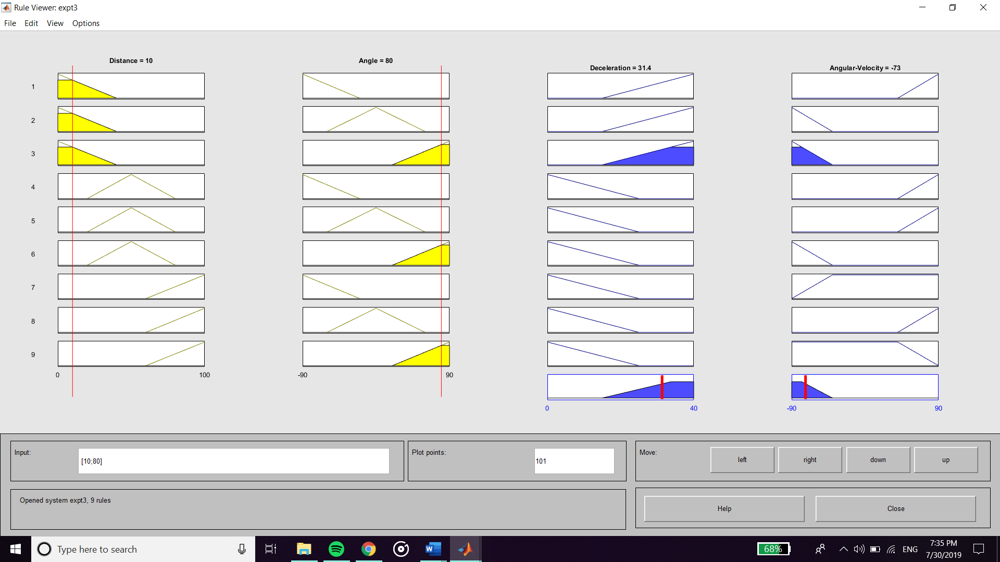 Rule Viewer: expt3
File Edit View Options
Distance = 10 Angle = 80 Deceleration = 31.4 Angular-Velocity = -73
1
2
3
4
5
6
7
8
9
0 100 -90 90
0 40 -90 90
Input: [10;80] Plot points: 101 Move: left right down up
Opened system expt3, 9 rules
Help Close
Type here to search
68% ENG 7:35 PM
7/30/2019